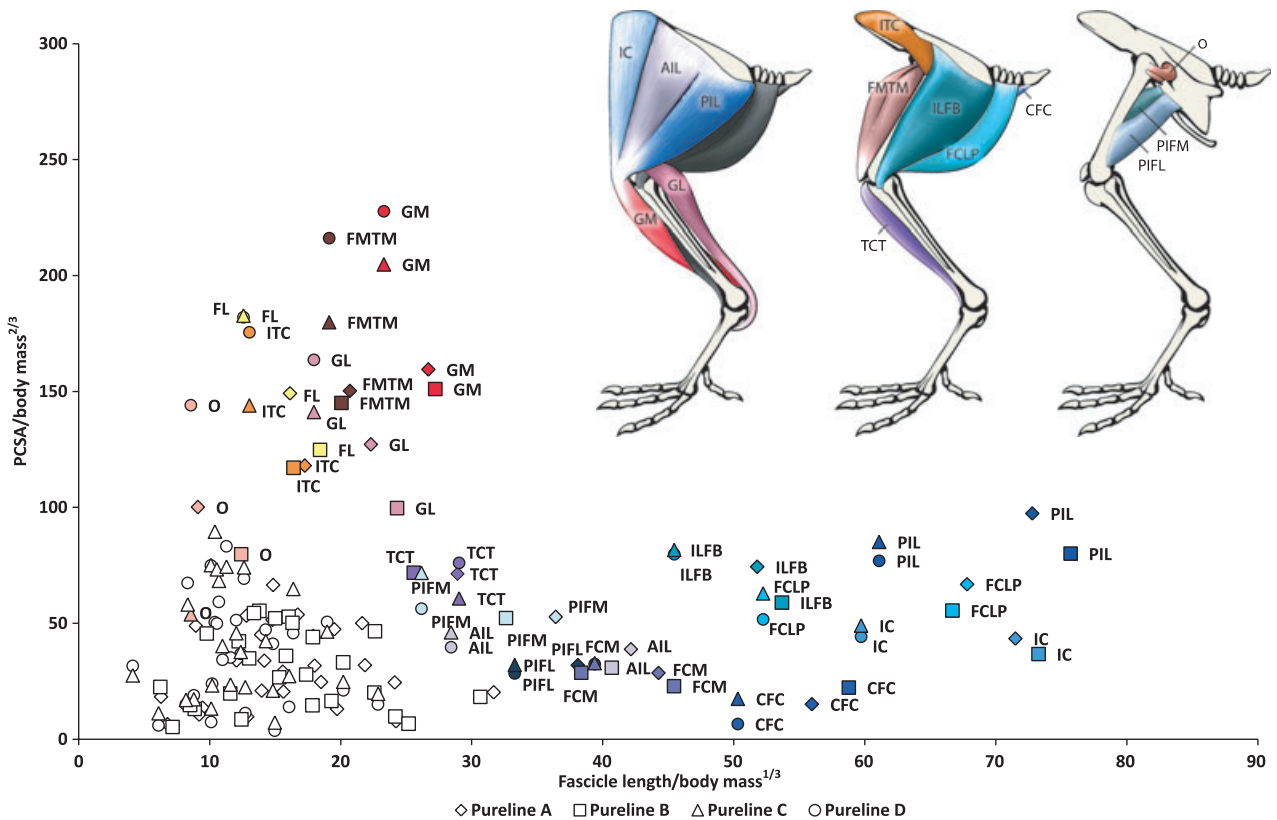 300
250
200
150
100
50
0
PCSA/body mass2/3
0 10 20 30 40 50 60 70 80 90
Fascicle length/body mass1/3
Pureline A Pureline B Pureline C Pureline D
IC
AIL
PIL
GL
GM
ITC
FMTM
ILFB
FCLP
CFC
TCT
O
PIFM
PIFL
GM
FMTM
GM
FL FL
ITC
FMTM
GL
GM
FMTM
GM
FMTM
O
ITC
FL
GL
GL
FL
ITC
ITC
O
GL
PIL
O
TCT
TCT
TCT
ILFB
ILFB
ILFB
PIL
PIL
PIL
PIFM
TCT
FCLP
FCLP
O
PIFM
PIFM
PIFM
ILFB
FCLP
FCLP
AIL
AIL
PIFL
FCM
AIL
IC
IC
IC
IC
PIFL
PIFL
AIL
FCM
FCM
FCM
CFC
CFC
CFC
CFC